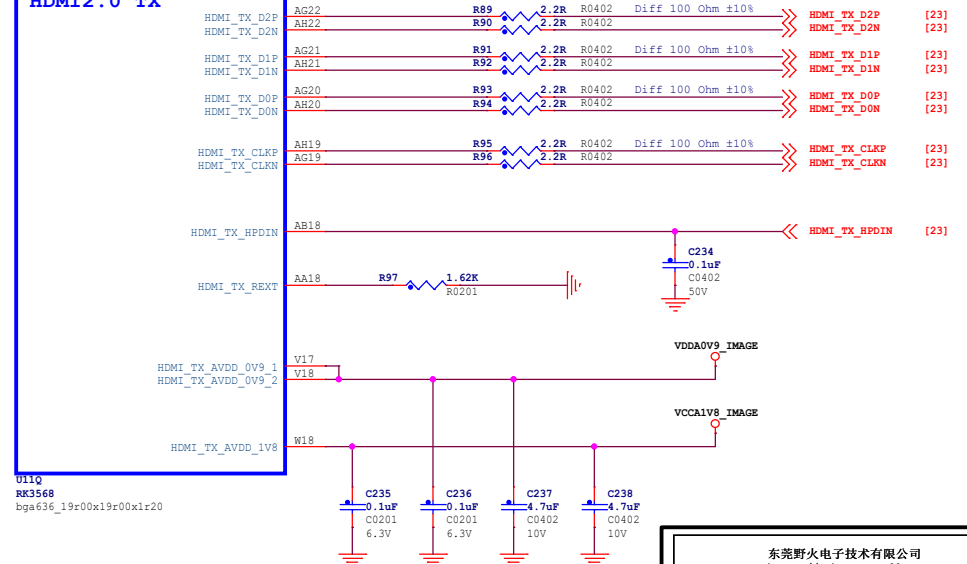 HDMI2.0 TX
HDMI_TX_D2P AG22 R89 2.2R R0402 Diff 100 Ohm ±10% HDMI_TX_D2P [23]
HDMI_TX_D2N AH22 R90 2.2R R0402 HDMI_TX_D2N [23]
HDMI_TX_D1P AG21 R91 2.2R R0402 Diff 100 Ohm ±10% HDMI_TX_D1P [23]
HDMI_TX_D1N AH21 R92 2.2R R0402 HDMI_TX_D1N [23]
HDMI_TX_D0P AG20 R93 2.2R R0402 Diff 100 Ohm ±10% HDMI_TX_D0P [23]
HDMI_TX_D0N AH20 R94 2.2R R0402 HDMI_TX_D0N [23]
HDMI_TX_CLKP AH19 R95 2.2R R0402 Diff 100 Ohm ±10% HDMI_TX_CLKP [23]
HDMI_TX_CLKN AG19 R96 2.2R R0402 HDMI_TX_CLKN [23]
HDMI_TX_HPDIN AB18 HDMI_TX_HPDIN [23]
C234
0.1uF
C0402
50V
HDMI_TX_REXT AA18 R97 1.62K
R0201
VDDA0V9_IMAGE
HDMI_TX_AVDD_0V9_1 V17
HDMI_TX_AVDD_0V9_2 V18
VCCA1V8_IMAGE
HDMI_TX_AVDD_1V8 W18
U11Q
RK3568
bga636_19r00x19r00x1r20
C235 C236 C237 C238
0.1uF 0.1uF 4.7uF 4.7uF
C0201 C0201 C0402 C0402
6.3V 6.3V 10V 10V
东莞野火电子技术有限公司